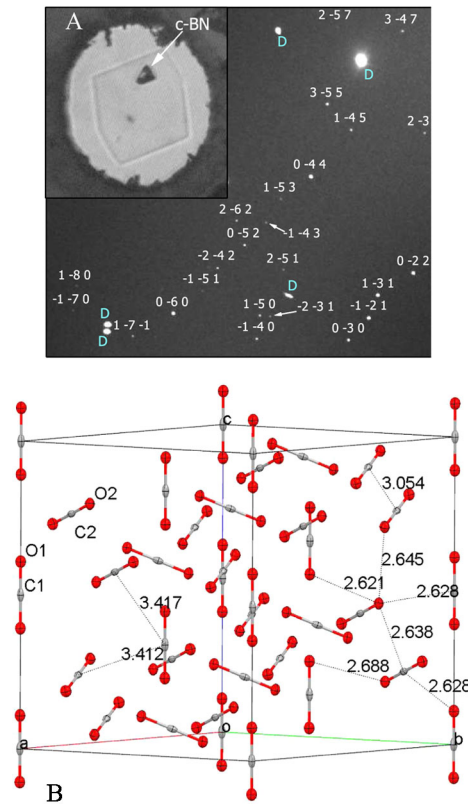 A
c-BN
2 -5 7
3 -4 7
D
D
3 -5 5
1 -4 5
2 -3
0 -4 4
1 -5 3
2 -6 2
-1 -4 3
0 -5 2
-2 -4 2
2 -5 1
0 -2 2
1 -8 0
-1 -5 1
D
1 -3 1
-1 -7 0
0 -6 0
1 -5 0
-2 -3 1
-1 -2 1
D
1 -7 -1
-1 -4 0
0 -3 0
c
O2
3.054
C2
O1
2.645
C1
2.621
2.628
3.417
2.638
3.412
2.688
2.628
a
o
b
B